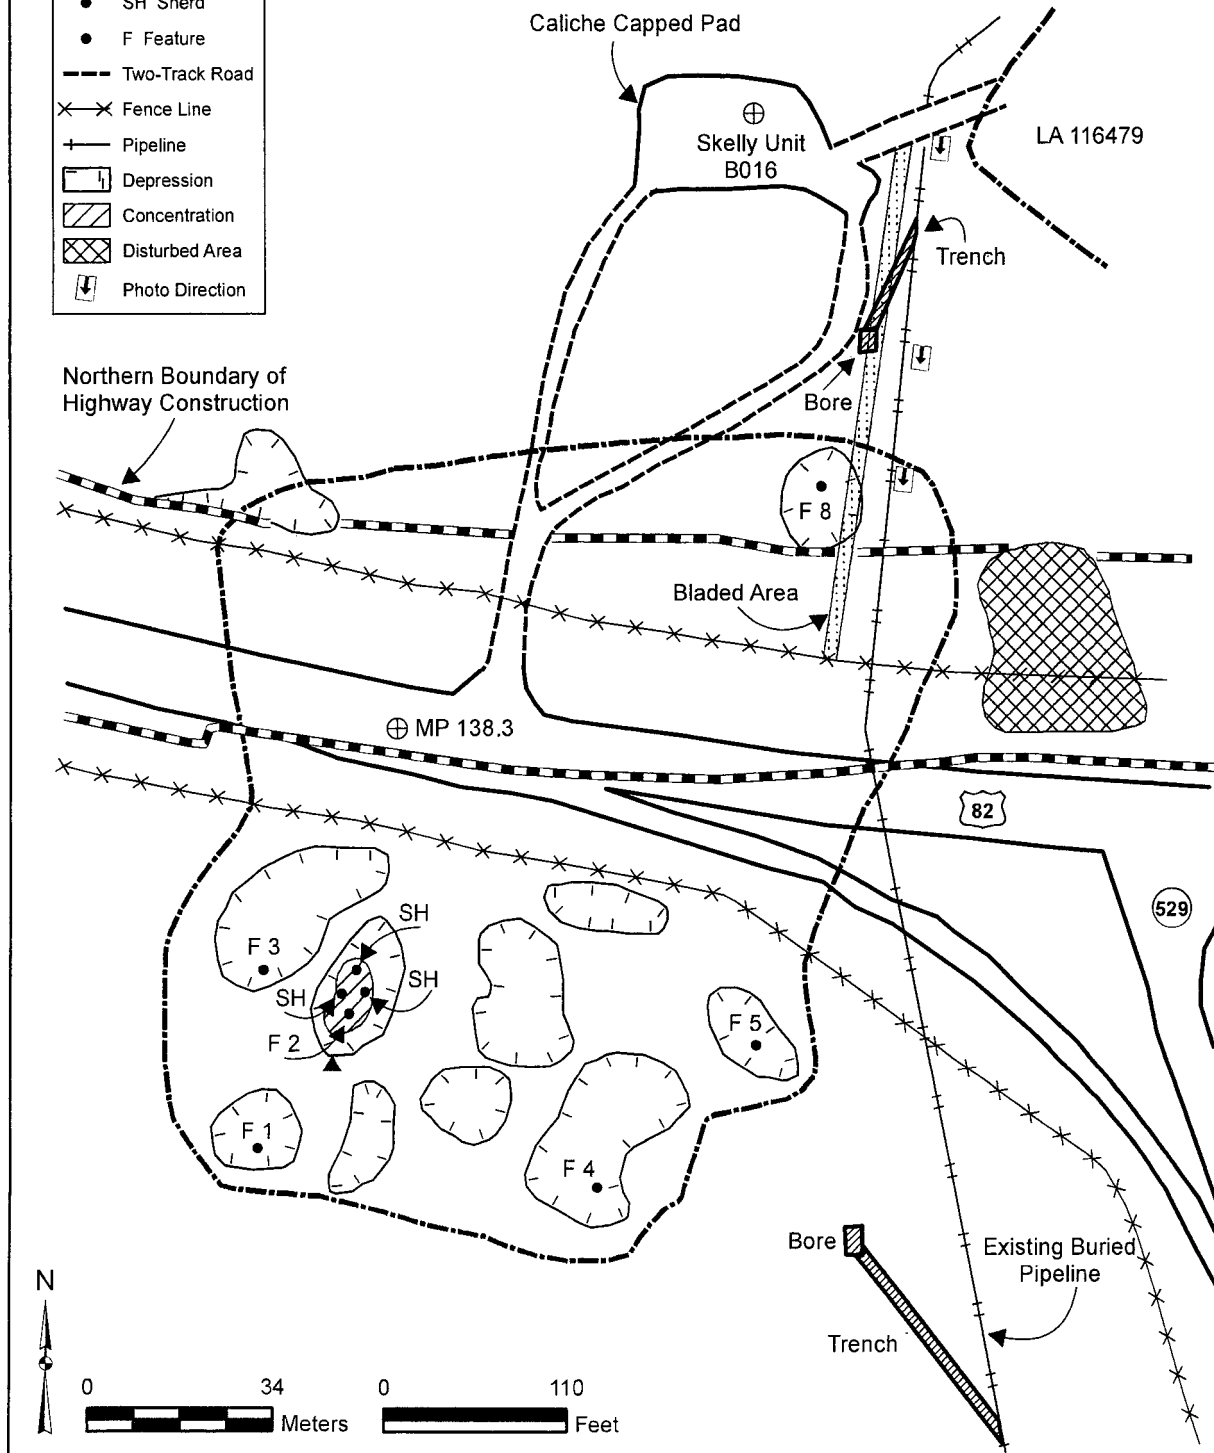 SH Sherd
F Feature
Two-Track Road
Fence Line
Pipeline
Depression
Concentration
Disturbed Area
Photo Direction
Caliche Capped Pad
Skelly Unit
B016
LA 116479
Trench
Bore
Northern Boundary of
Highway Construction
F 8
Bladed Area
MP 138.3
82
529
SH
F 3
SH
SH
F 2
F 5
F 1
F 4
Bore
Existing Buried
Pipeline
Trench
N
0 34
Meters
0 110
Feet